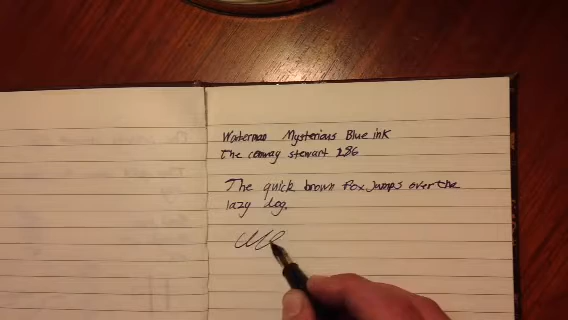 Waterman Mysterious Blue ink
The conway stewart 286
The quick brown fox jumps over the
lazy dog.